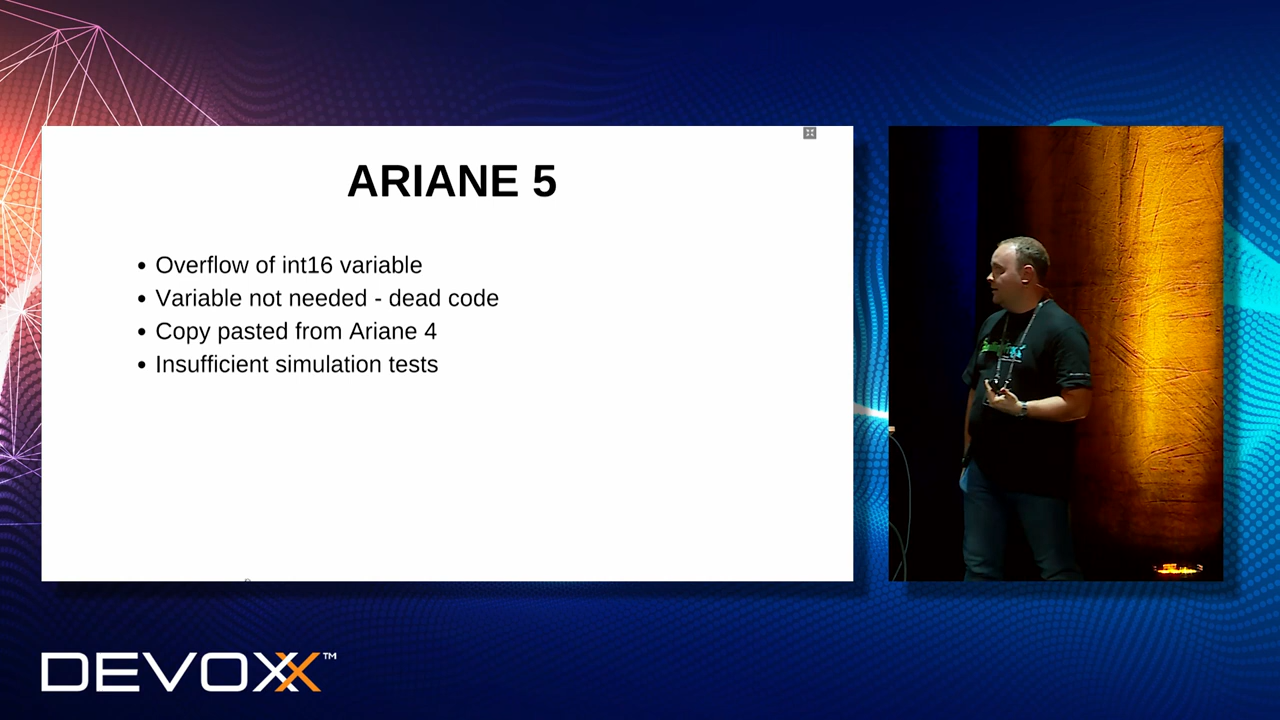 ARIANE 5
• Overflow of int16 variable
• Variable not needed - dead code
• Copy pasted from Ariane 4
• Insufficient simulation tests
DEVOXX™